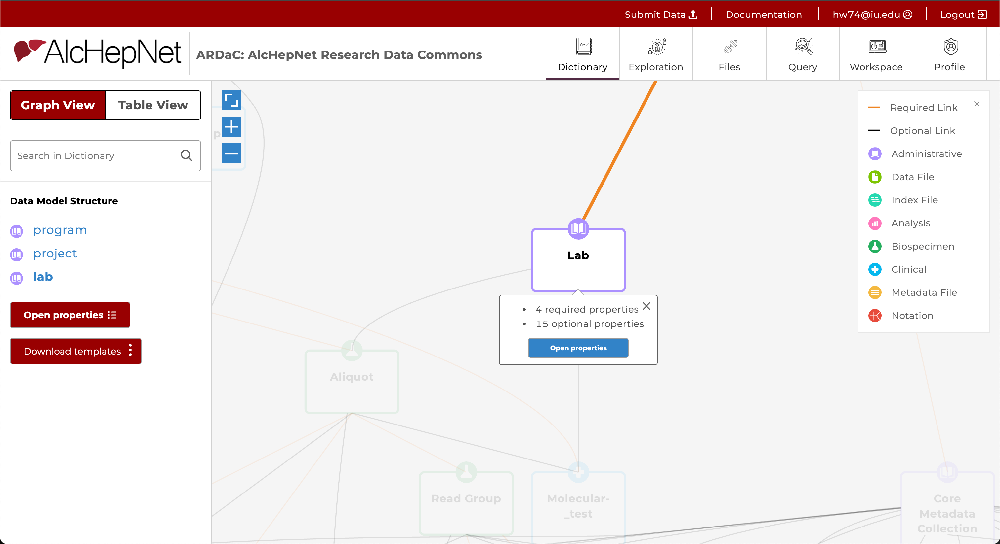 Submit Data
Documentation
hw74@iu.edu
Logout
AlcHepNet
ARDaC: AlcHepNet Research Data Commons
A-Z
Dictionary
Exploration
Files
Query
Workspace
Profile
Graph View
Table View
Search in Dictionary
Data Model Structure
program
project
lab
Open properties
Download templates
Lab
4 required properties
15 optional properties
Open properties
Aliquot
Read Group
Molecular-
_test
Core
Metadata
Collection
Required Link
Optional Link
Administrative
Data File
Index File
Analysis
Biospecimen
Clinical
Metadata File
Notation